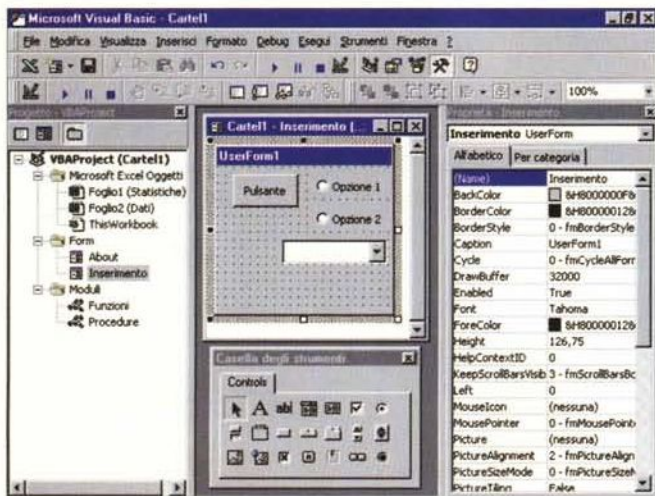 Microsoft Visual Basic - Cartel1
File Modifica Visualizza Inserisci Formato Debug Esegui Strumenti Finestra ?
100%
Progetto - VBAProject
VBAProject (Cartel1)
Microsoft Excel Oggetti
Foglio1 (Statistiche)
Foglio2 (Dati)
ThisWorkbook
Form
About
Inserimento
Moduli
Funzioni
Procedure
Cartel1 - Inserimento [...
UserForm1
Pulsante
Opzione 1
Opzione 2
Casella degli strumenti
Controls
A abl
Proprietà - Inserimento
Inserimento UserForm
Alfabetico Per categoria
(Name) Inserimento
BackColor &H8000000F&
BorderColor &H80000012&
BorderStyle 0 - fmBorderStyle
Caption UserForm1
Cycle 0 - fmCycleAllForm
DrawBuffer 32000
Enabled True
Font Tahoma
ForeColor &H80000012&
Height 126,75
HelpContextID 0
KeepScrollBarsVisib 3 - fmScrollBarsBo
Left 0
MouseIcon (nessuna)
MousePointer 0 - fmMousePointe
Picture (nessuna)
PictureAlignment 2 - fmPictureAlign
PictureSizeMode 0 - fmPictureSizeM
PictureTiling False